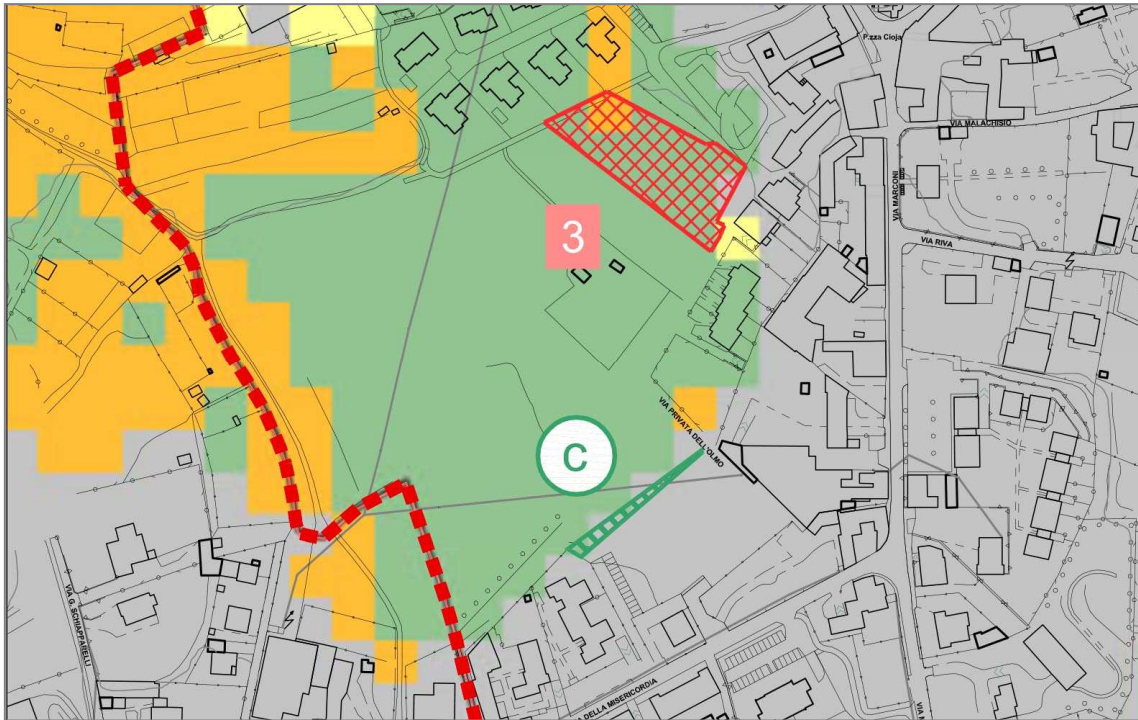 P.zza Cioja
VIA MALACHISIO
VIA MARCONI
VIA RIVA
3
VIA PRIVATA DELL'OLMO
C
VIA G. SCHIAPPARELLI
DELLA MISERICORDIA